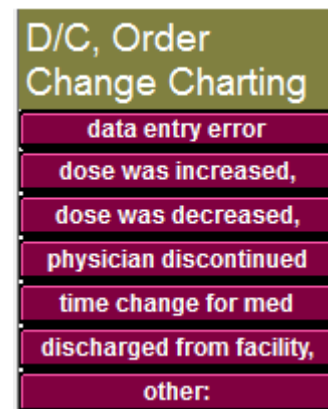 D/C, Order
Change Charting
data entry error
dose was increased,
dose was decreased,
physician discontinued
time change for med
discharged from facility,
other: